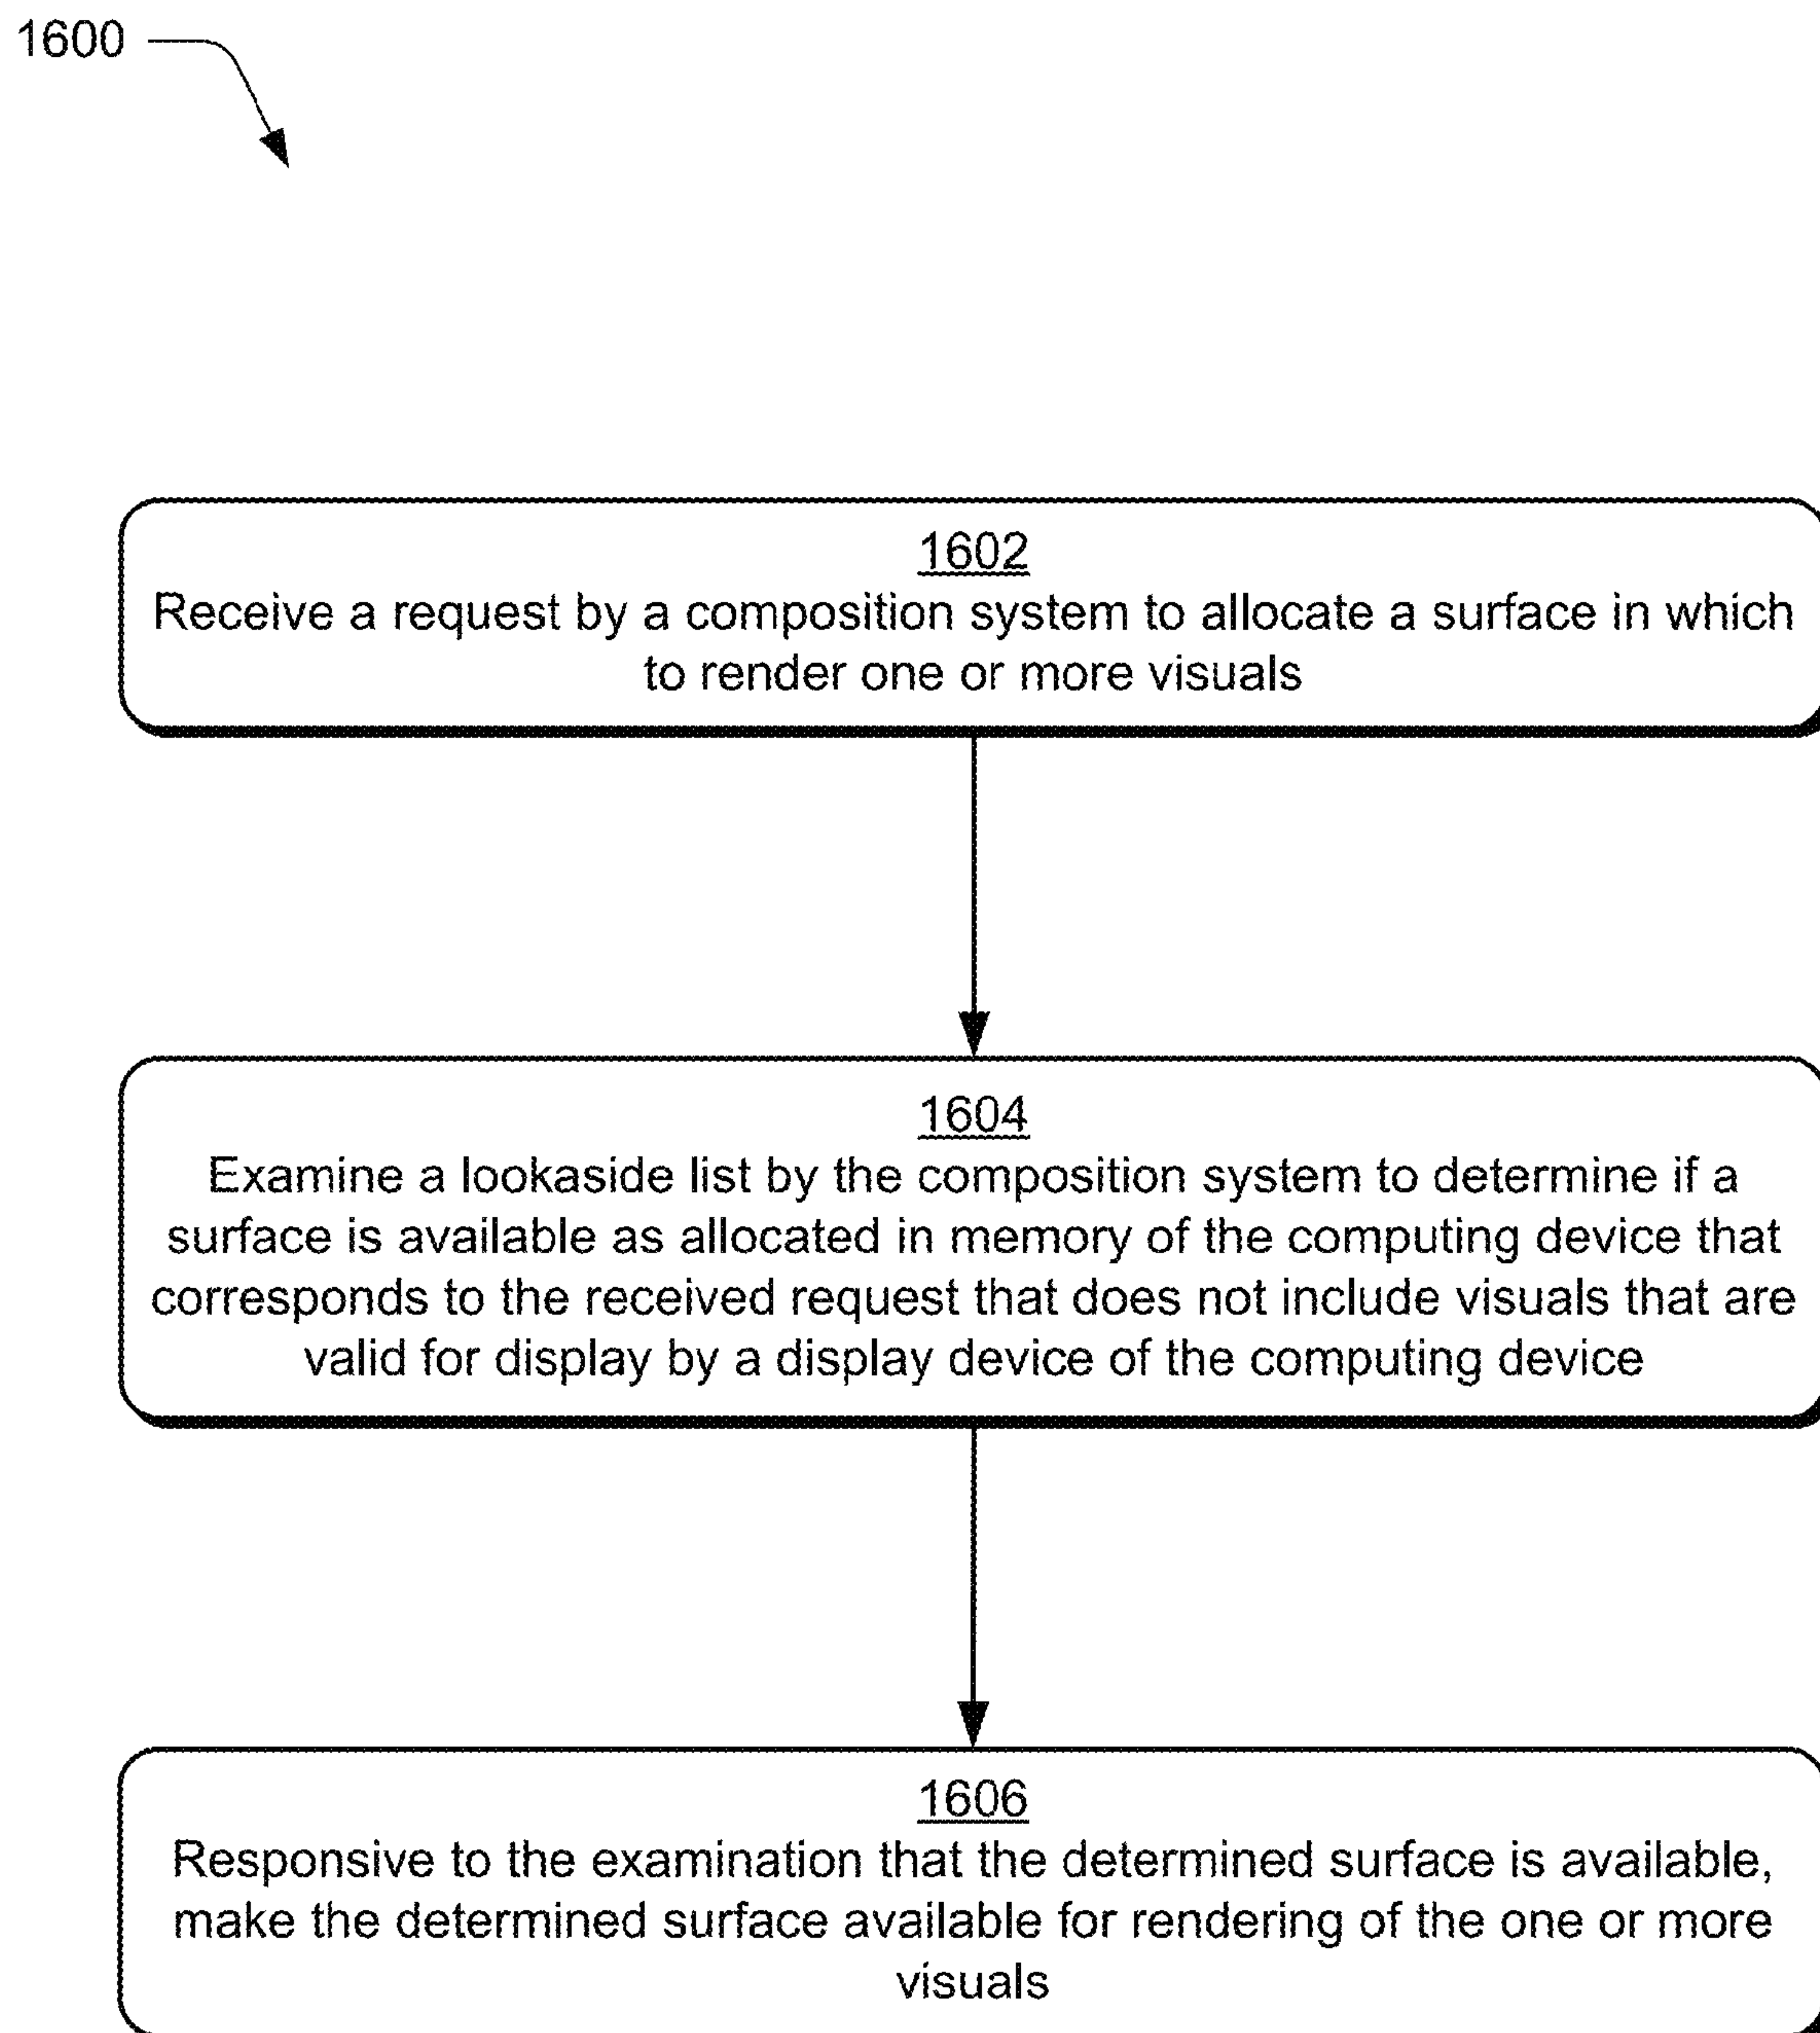 1600
1602
Receive a request by a composition system to allocate a surface in which
to render one or more visuals
1604
Examine a lookaside list by the composition system to determine if a
surface is available as allocated in memory of the computing device that
corresponds to the received request that does not include visuals that are
valid for display by a display device of the computing device
1606
Responsive to the examination that the determined surface is available,
make the determined surface available for rendering of the one or more
visuals